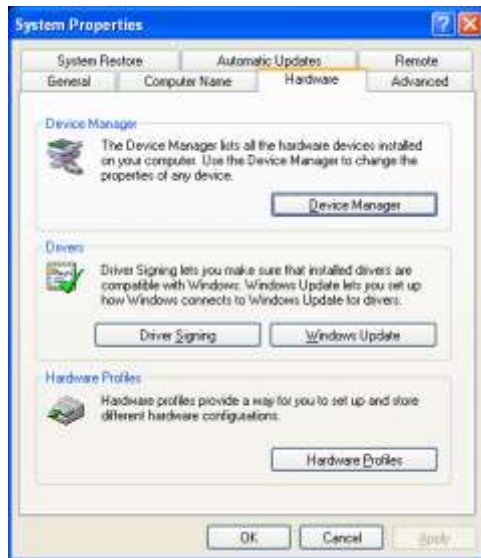 System Properties
System Restore Automatic Updates Remote
General Computer Name Hardware Advanced
Device Manager
The Device Manager lists all the hardware devices installed
on your computer. Use the Device Manager to change the
properties of any device.
Device Manager
Drivers
Driver Signing lets you make sure that installed drivers are
compatible with Windows. Windows Update lets you set up
how Windows connects to Windows Update for drivers.
Driver Signing Windows Update
Hardware Profiles
Hardware profiles provide a way for you to set up and store
different hardware configurations.
Hardware Profiles
OK Cancel Apply